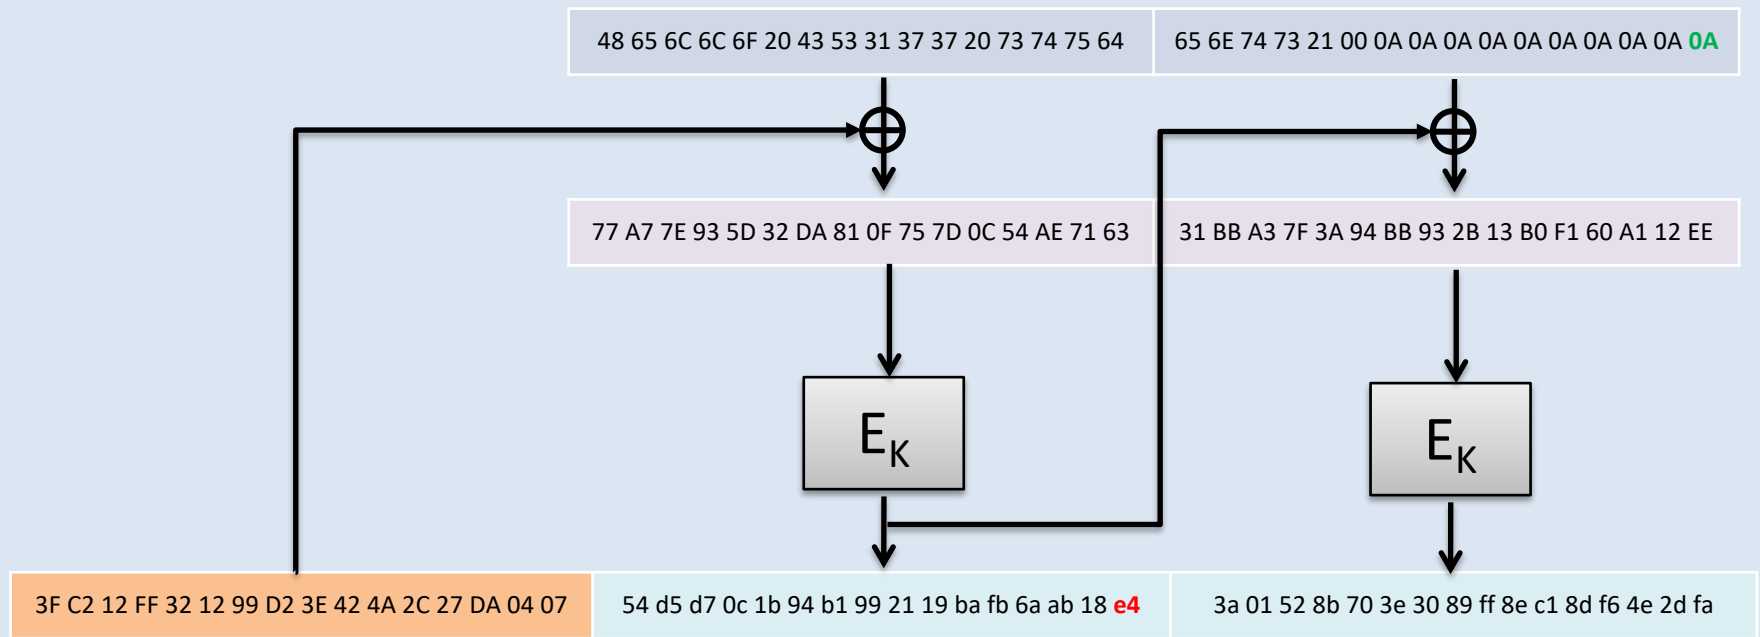 48 65 6C 6C 6F 20 43 53 31 37 37 20 73 74 75 64
65 6E 74 73 21 00 0A 0A 0A 0A 0A 0A 0A 0A 0A 0A
77 A7 7E 93 5D 32 DA 81 0F 75 7D 0C 54 AE 71 63
31 BB A3 7F 3A 94 BB 93 2B 13 B0 F1 60 A1 12 EE
EK
EK
3F C2 12 FF 32 12 99 D2 3E 42 4A 2C 27 DA 04 07
54 d5 d7 0c 1b 94 b1 99 21 19 ba fb 6a ab 18 e4
3a 01 52 8b 70 3e 30 89 ff 8e c1 8d f6 4e 2d fa